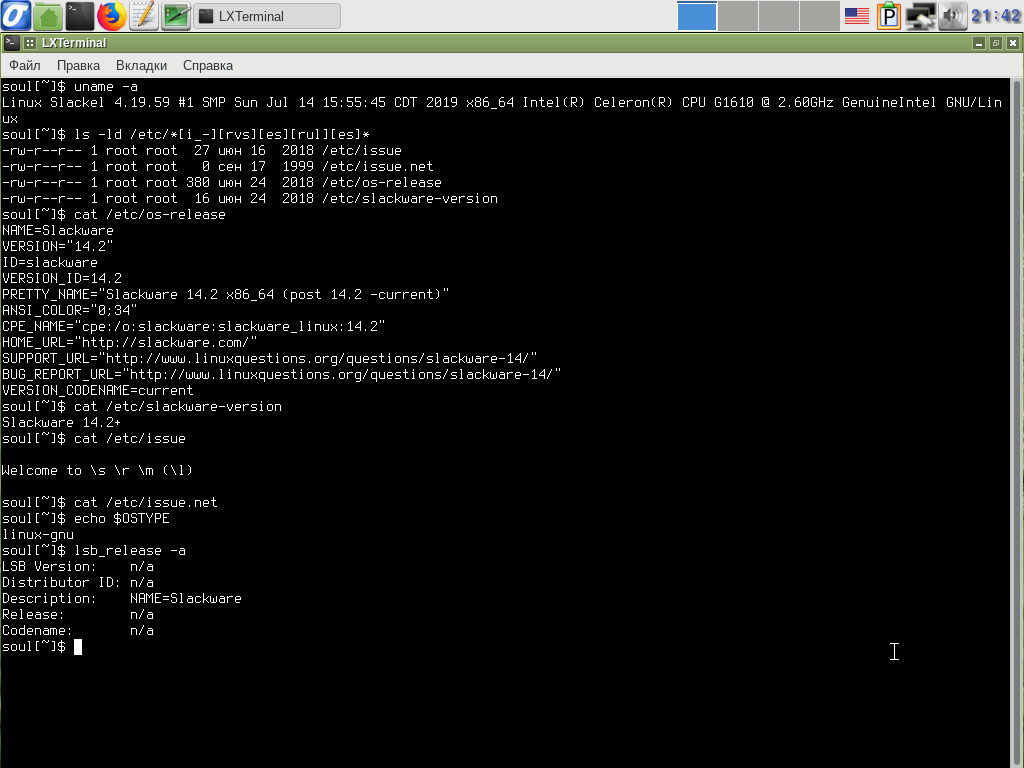 LXTerminal
P
21:42
LXTerminal
Файл Правка Вкладки Справка
soul[~]$ uname -a
Linux Slackel 4.19.59 #1 SMP Sun Jul 14 15:55:45 CDT 2019 x86_64 Intel(R) Celeron(R) CPU G1610 @ 2.60GHz GenuineIntel GNU/Lin
ux
soul[~]$ ls -ld /etc/*[i_-][rvs][es][rul][es]*
-rw-r--r-- 1 root root  27 июн 16  2018 /etc/issue
-rw-r--r-- 1 root root   0 сен 17  1999 /etc/issue.net
-rw-r--r-- 1 root root 380 июн 24  2018 /etc/os-release
-rw-r--r-- 1 root root  16 июн 24  2018 /etc/slackware-version
soul[~]$ cat /etc/os-release
NAME=Slackware
VERSION="14.2"
ID=slackware
VERSION_ID=14.2
PRETTY_NAME="Slackware 14.2 x86_64 (post 14.2 -current)"
ANSI_COLOR="0;34"
CPE_NAME="cpe:/o:slackware:slackware_linux:14.2"
HOME_URL="http://slackware.com/"
SUPPORT_URL="http://www.linuxquestions.org/questions/slackware-14/"
BUG_REPORT_URL="http://www.linuxquestions.org/questions/slackware-14/"
VERSION_CODENAME=current
soul[~]$ cat /etc/slackware-version
Slackware 14.2+
soul[~]$ cat /etc/issue
Welcome to \s \r \m (\l)
soul[~]$ cat /etc/issue.net
soul[~]$ echo $OSTYPE
linux-gnu
soul[~]$ lsb_release -a
LSB Version:    n/a
Distributor ID: n/a
Description:    NAME=Slackware
Release:        n/a
Codename:       n/a
soul[~]$